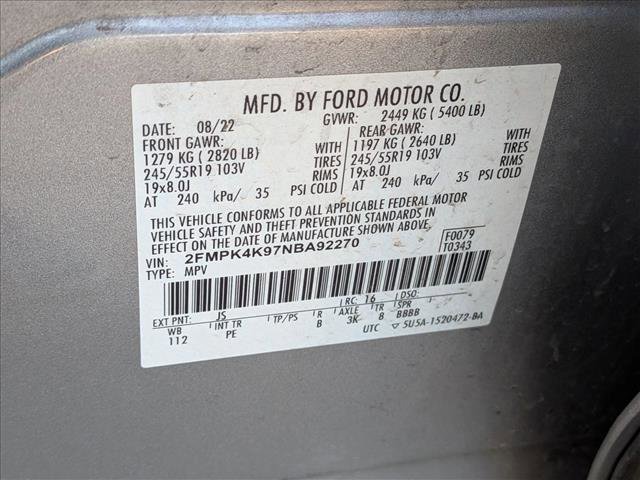 MFD. BY FORD MOTOR CO.
DATE: 08/22 GVWR: 2449 KG ( 5400 LB)
FRONT GAWR: REAR GAWR:
1279 KG ( 2820 LB) WITH 1197 KG ( 2640 LB) WITH
245/55R19 103V TIRES 245/55R19 103V TIRES
19x8.0J RIMS 19x8.0J RIMS
AT 240 kPa/ 35 PSI COLD AT 240 kPa/ 35 PSI COLD
THIS VEHICLE CONFORMS TO ALL APPLICABLE FEDERAL MOTOR
VEHICLE SAFETY AND THEFT PREVENTION STANDARDS IN
EFFECT ON THE DATE OF MANUFACTURE SHOWN ABOVE.
VIN: 2FMPK4K97NBA92270 F0079
TYPE: MPV T0343
EXT PNT: JS RC: 16 DSO:
WB INT TR TP/PS R AXLE TR SPR
112 PE B 3K 8 BBBB
UTC ▽ 5U5A-1520472-BA